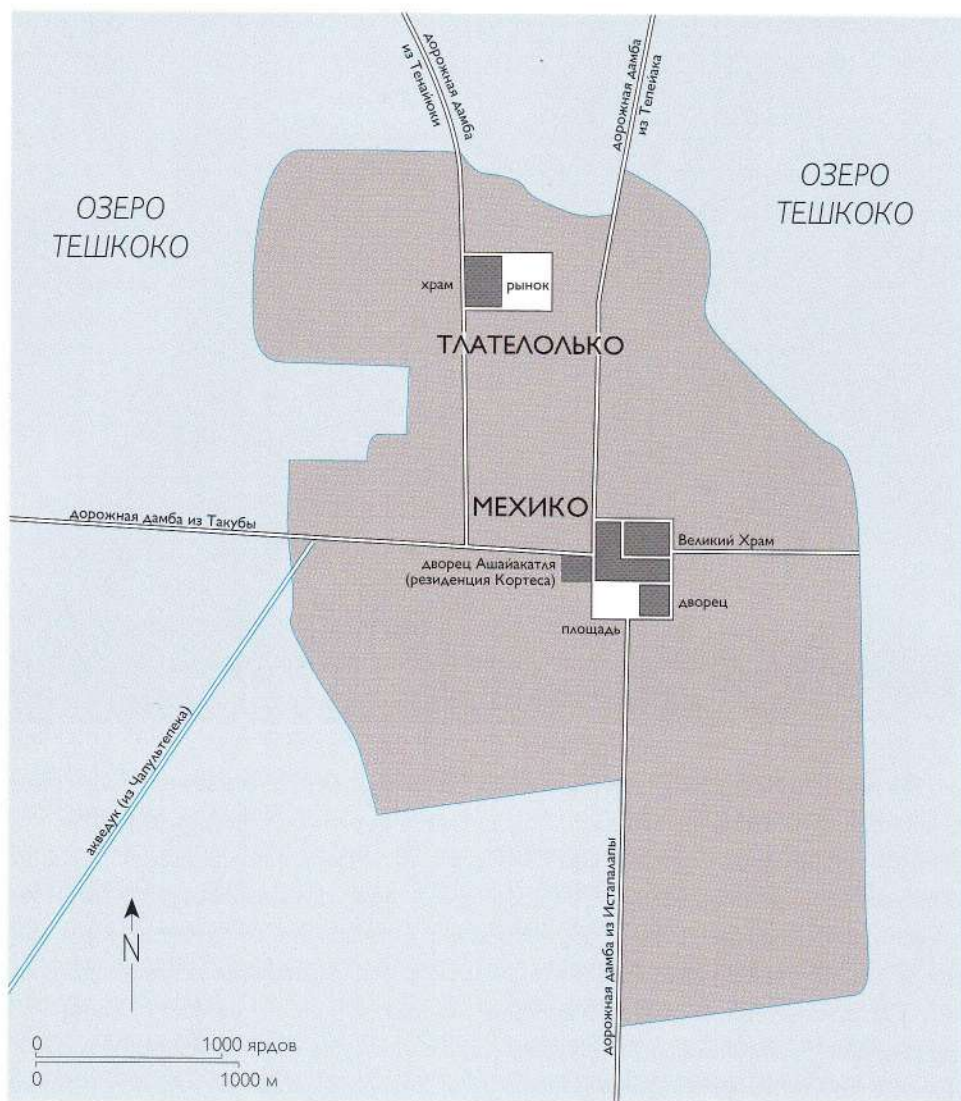 дорожная дамба
из Тенайюки
дорожная дамба
из Тепейака
ОЗЕРО
ТЕШКОКО
ОЗЕРО
ТЕШКОКО
храм
рынок
ТЛАТЕЛОЛЬКО
МЕХИКО
дорожная дамба из Такубы
Великий Храм
дворец Ашайакатля
(резиденция Кортеса)
дворец
площадь
акведук (из Чапультепека)
дорожная дамба из Истапалапы
N
0 1000 ярдов
0 1000 м